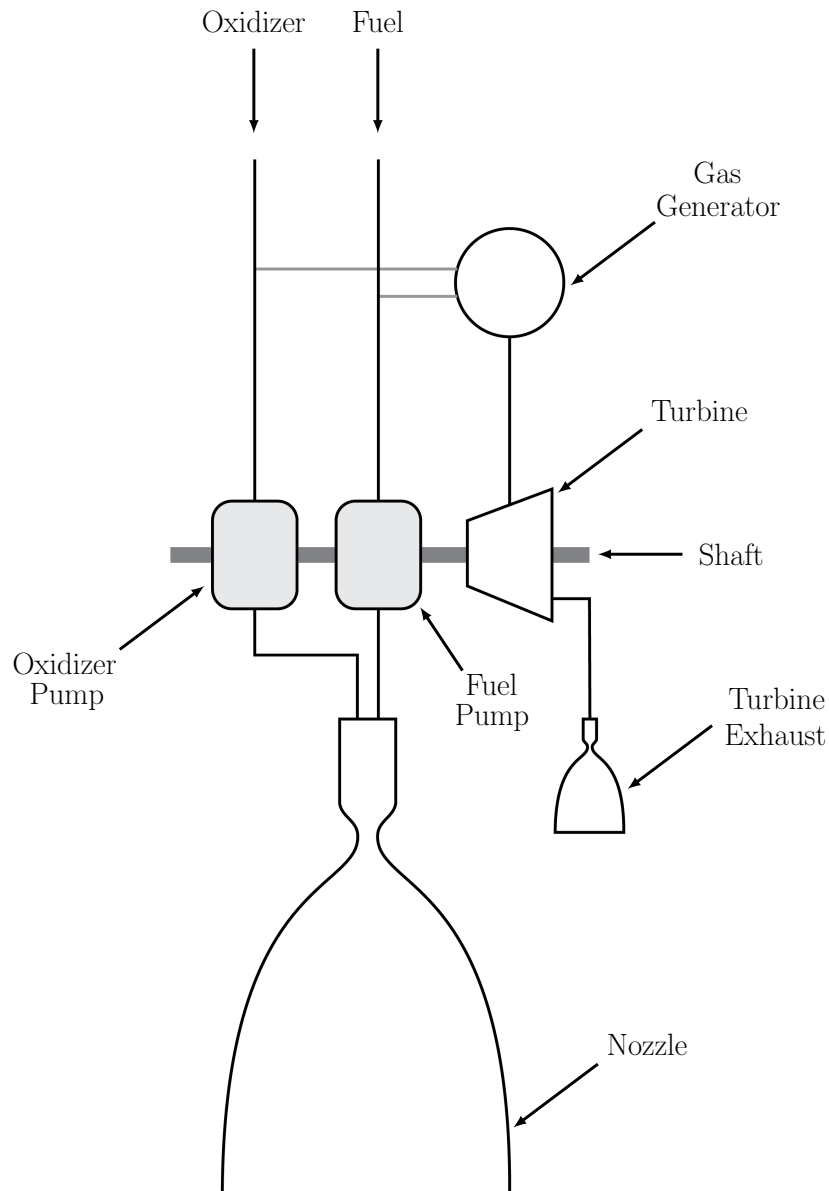 Oxidizer
Fuel
Gas
Generator
Turbine
Shaft
Oxidizer
Pump
Fuel
Pump
Turbine
Exhaust
Nozzle